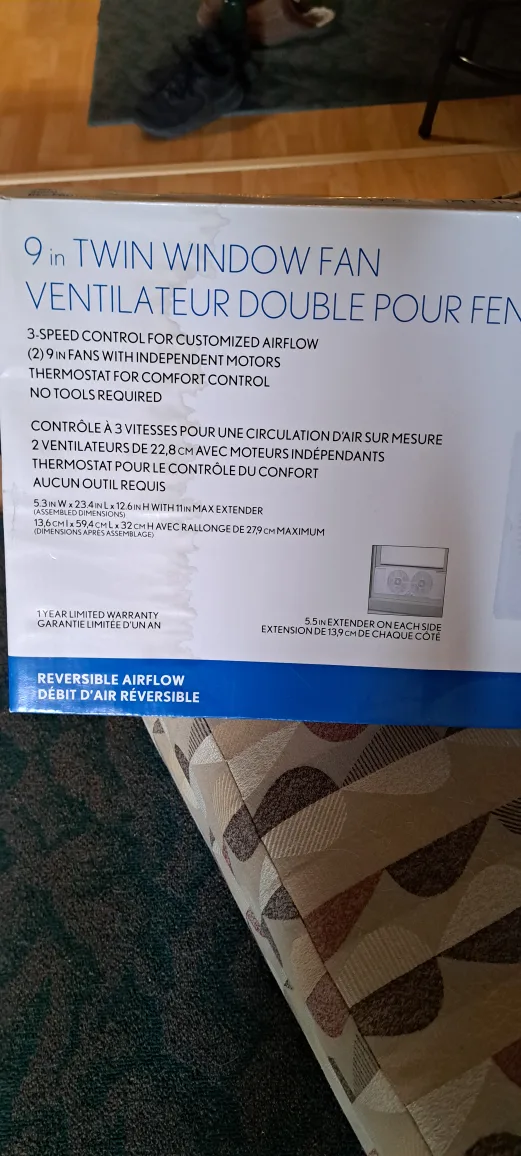 9 in TWIN WINDOW FAN
VENTILATEUR DOUBLE POUR FEN
3-SPEED CONTROL FOR CUSTOMIZED AIRFLOW
(2) 9 IN FANS WITH INDEPENDENT MOTORS
THERMOSTAT FOR COMFORT CONTROL
NO TOOLS REQUIRED
CONTRÔLE À 3 VITESSES POUR UNE CIRCULATION D'AIR SUR MESURE
2 VENTILATEURS DE 22,8 CM AVEC MOTEURS INDÉPENDANTS
THERMOSTAT POUR LE CONTRÔLE DU CONFORT
AUCUN OUTIL REQUIS
5.3 IN W x 23.4 IN L x 12.6 IN H WITH 11 IN MAX EXTENDER
(ASSEMBLED DIMENSIONS)
13,6 CM l x 59,4 CM L x 32 CM H AVEC RALLONGE DE 27,9 CM MAXIMUM
(DIMENSIONS APRÈS ASSEMBLAGE)
1 YEAR LIMITED WARRANTY
GARANTIE LIMITÉE D'UN AN
5.5 IN EXTENDER ON EACH SIDE
EXTENSION DE 13,9 CM DE CHAQUE CÔTÉ
REVERSIBLE AIRFLOW
DÉBIT D'AIR RÉVERSIBLE